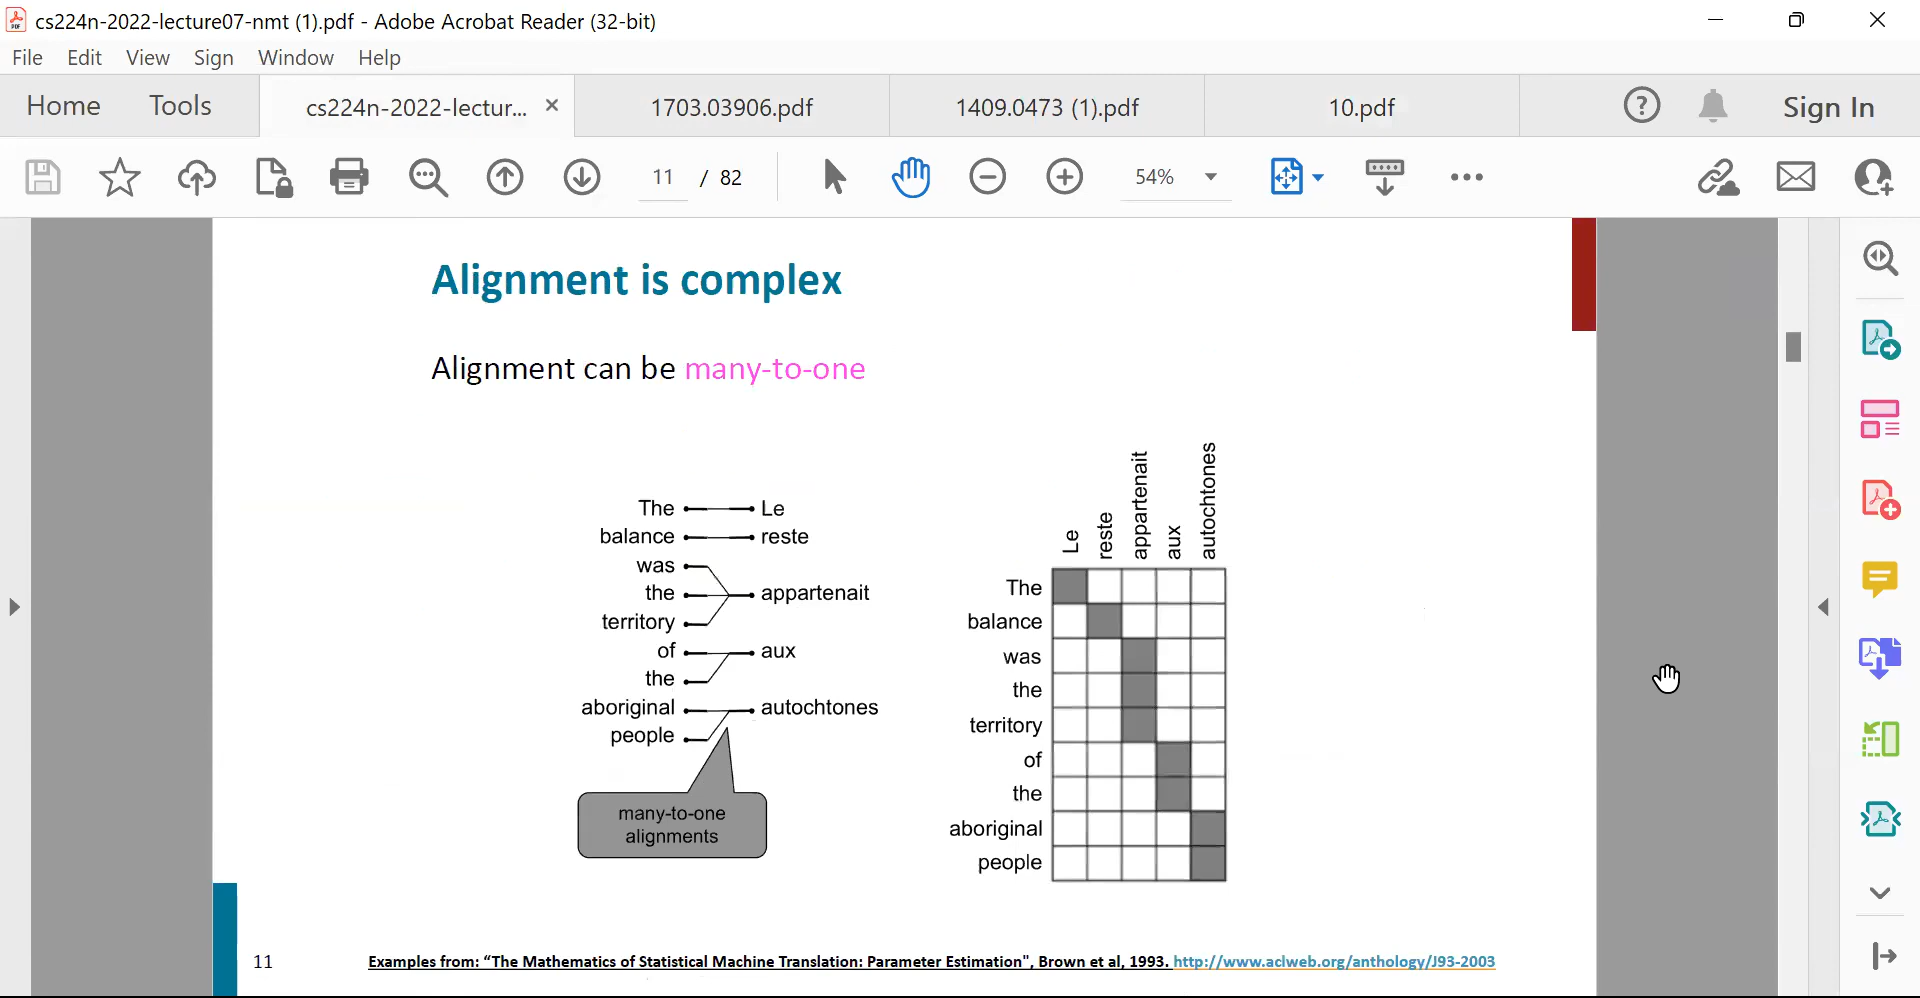 cs224n-2022-lecture07-nmt (1).pdf - Adobe Acrobat Reader (32-bit)
File Edit View Sign Window Help
Home Tools cs224n-2022-lectur... × 1703.03906.pdf 1409.0473 (1).pdf 10.pdf Sign In
11 / 82 54%
Alignment is complex
Alignment can be many-to-one
The Le
balance reste
was
the appartenait
territory
of aux
the
aboriginal autochtones
people
many-to-one
alignments
Le reste appartenait aux autochtones
The
balance
was
the
territory
of
the
aboriginal
people
11
Examples from: “The Mathematics of Statistical Machine Translation: Parameter Estimation", Brown et al, 1993. http://www.aclweb.org/anthology/J93-2003